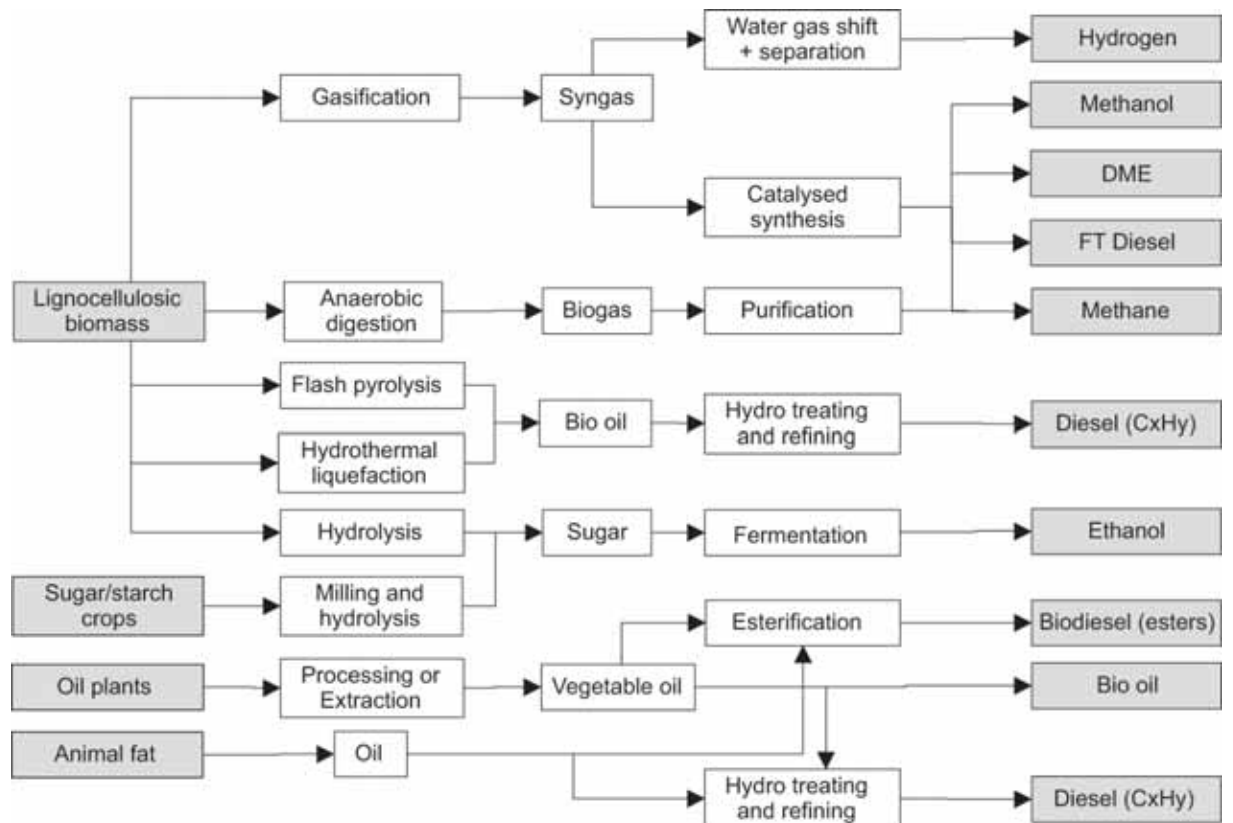 Water gas shift
+ separation
Hydrogen
Gasification
Syngas
Methanol
DME
Catalysed
synthesis
FT Diesel
Lignocellulosic
biomass
Anaerobic
digestion
Biogas
Purification
Methane
Flash pyrolysis
Bio oil
Hydro treating
and refining
Diesel (CxHy)
Hydrothermal
liquefaction
Hydrolysis
Sugar
Fermentation
Ethanol
Sugar/starch
crops
Milling and
hydrolysis
Esterification
Biodiesel (esters)
Oil plants
Processing or
Extraction
Vegetable oil
Bio oil
Animal fat
Oil
Hydro treating
and refining
Diesel (CxHy)